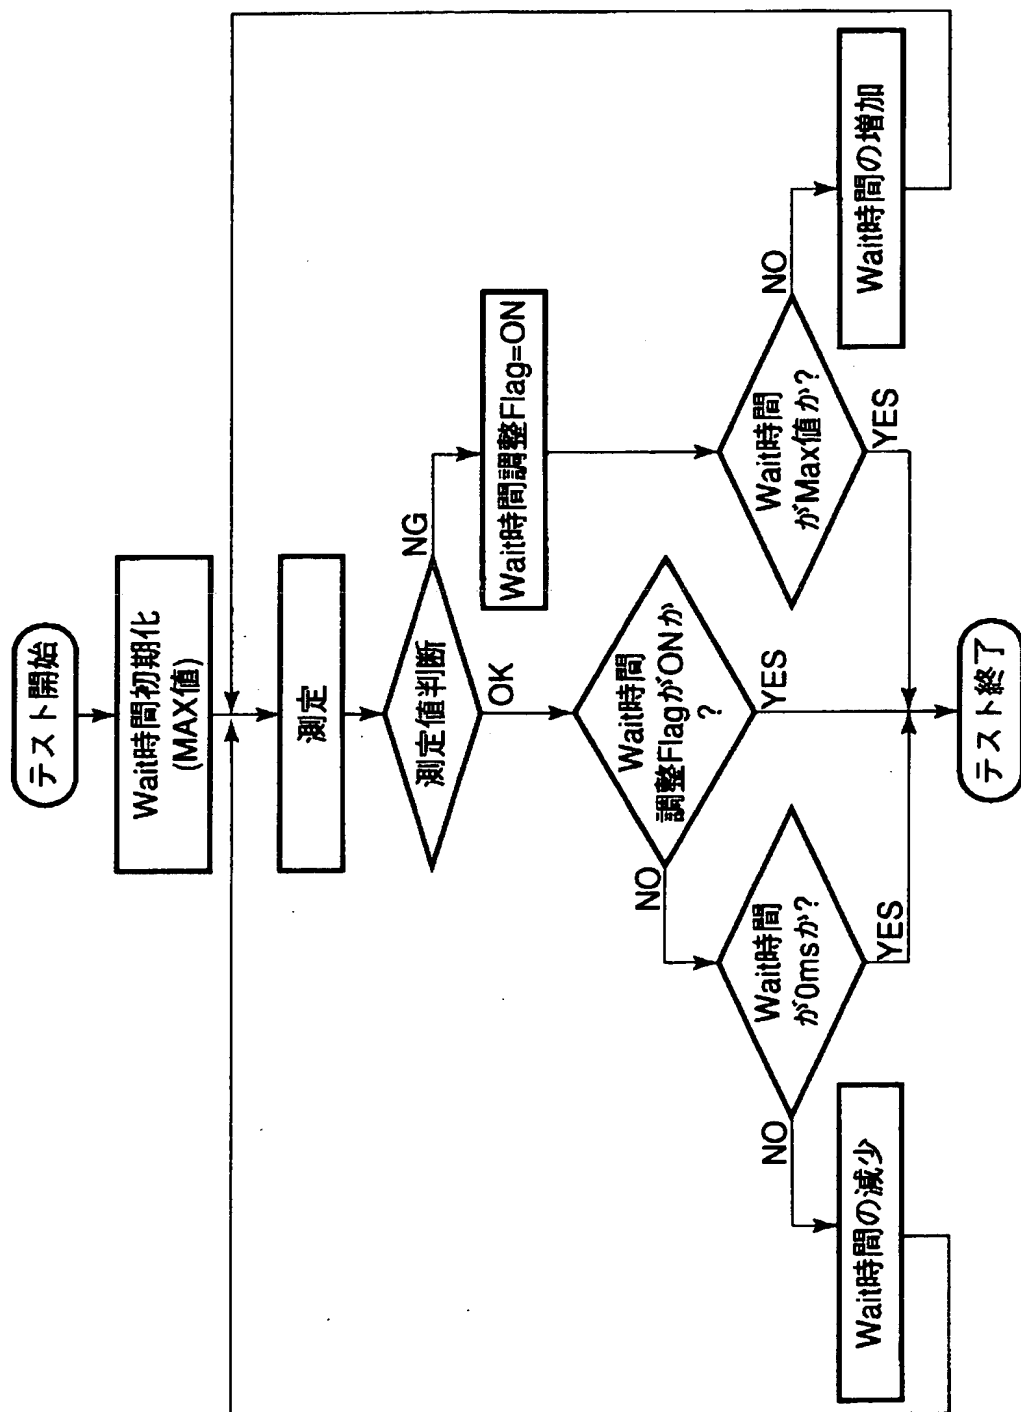 テスト開始
Wait時間初期化
(MAX値)
測定
測定値判断
NG
OK
Wait時間調整Flag=ON
Wait時間
調整FlagがONか
?
NO
YES
Wait時間
が0msか?
NO
YES
Wait時間
がMax値か?
NO
YES
Wait時間の減少
Wait時間の増加
テスト終了